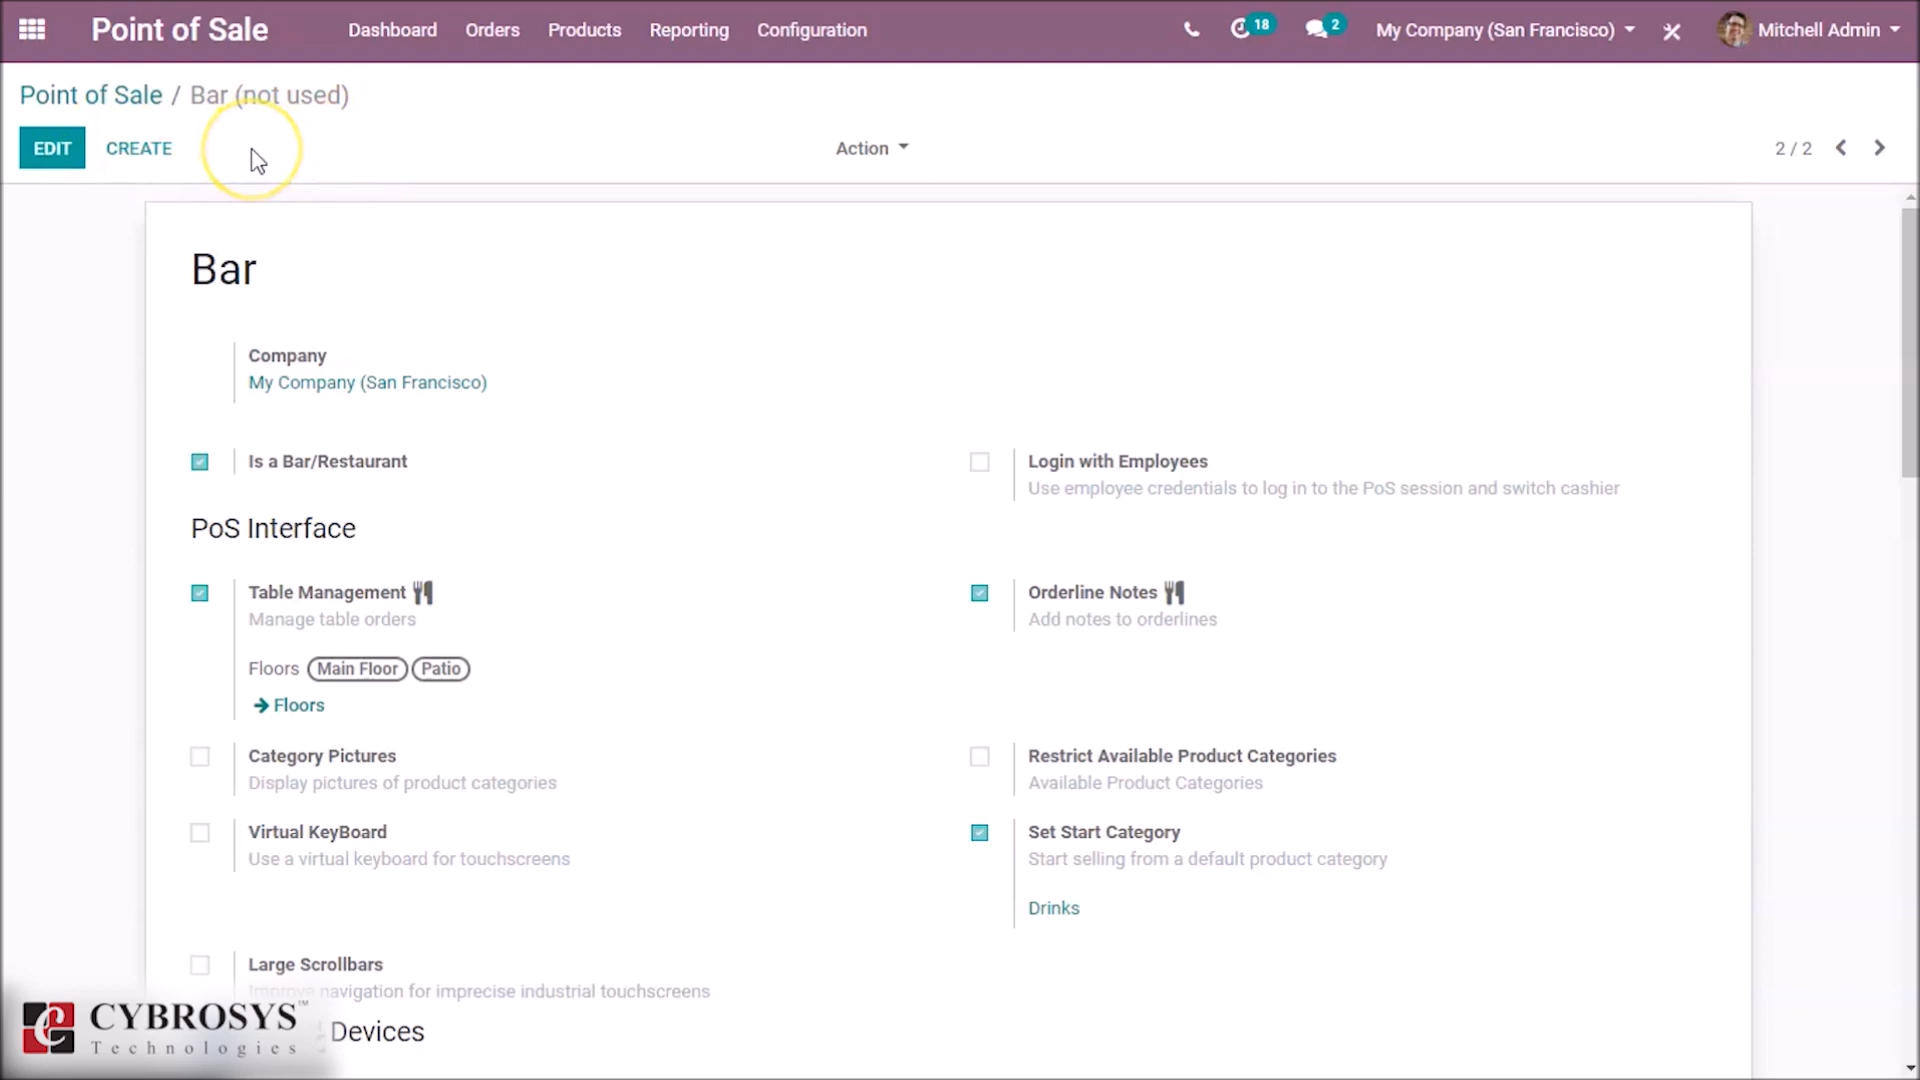 Point of Sale Dashboard Orders Products Reporting Configuration 18 2 My Company (San Francisco) Mitchell Admin
Point of Sale / Bar (not used)
EDIT CREATE Action 2 / 2
Bar
Company
My Company (San Francisco)
Is a Bar/Restaurant
Login with Employees
Use employee credentials to log in to the PoS session and switch cashier
PoS Interface
Table Management
Manage table orders
Floors Main Floor Patio
Floors
Orderline Notes
Add notes to orderlines
Category Pictures
Display pictures of product categories
Restrict Available Product Categories
Available Product Categories
Virtual KeyBoard
Use a virtual keyboard for touchscreens
Set Start Category
Start selling from a default product category
Drinks
Large Scrollbars
Improve navigation for imprecise industrial touchscreens
Devices
CYBROSYS™
Technologies